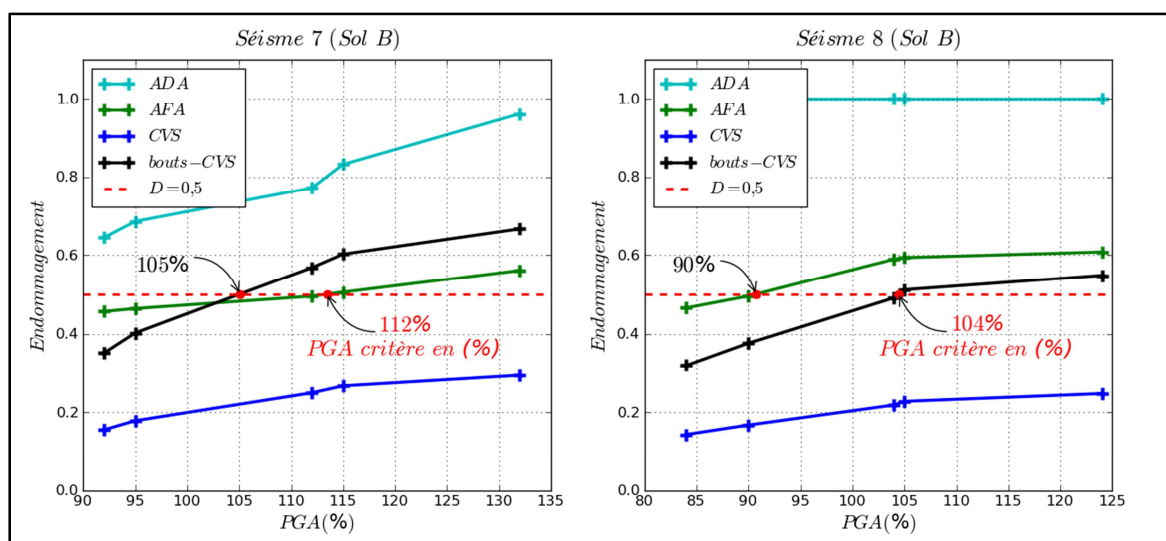 Séisme 7 (Sol B)
Endommagement
1.0
0.8
0.6
0.4
0.2
0.0
ADA
AFA
CVS
bouts−CVS
D=0,5
105%
112%
PGA critère en (%)
90 95 100 105 110 115 120 125 130 135
PGA(%)
Séisme 8 (Sol B)
Endommagement
1.0
0.8
0.6
0.4
0.2
0.0
ADA
AFA
CVS
bouts−CVS
D=0,5
90%
104%
PGA critère en (%)
80 85 90 95 100 105 110 115 120 125
PGA(%)